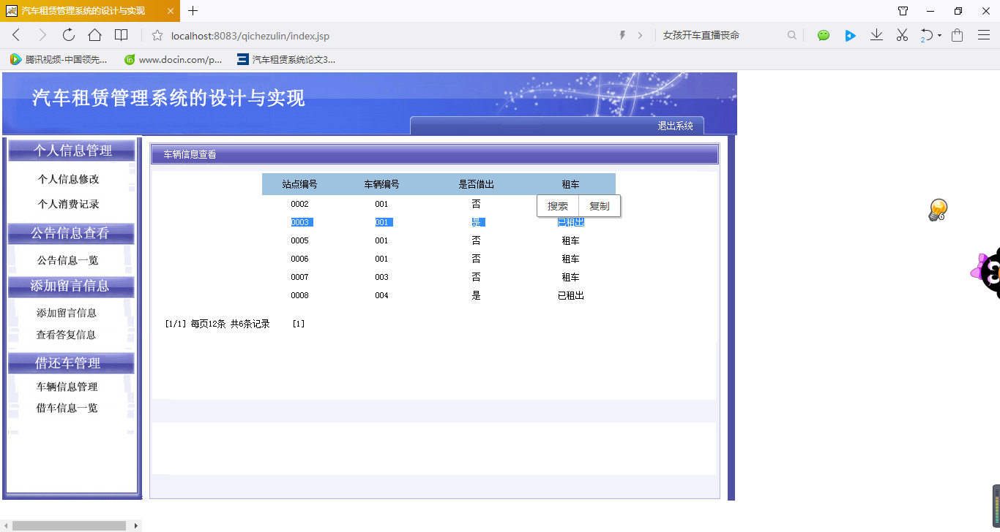 汽车租赁管理系统的设计与实现
localhost:8083/qichezulin/index.jsp
女孩开车直播丧命
2
腾讯视频-中国领先... www.docin.com/p... 汽车租赁系统论文3...
汽车租赁管理系统的设计与实现
退出系统
个人信息管理
个人信息修改
个人消费记录
公告信息查看
公告信息一览
添加留言信息
添加留言信息
查看答复信息
借还车管理
车辆信息管理
借车信息一览
车辆信息查看
站点编号 车辆编号 是否借出 租车
0002 001 否
搜索 复制
0003 001 是 已租出
0005 001 否 租车
0006 001 否 租车
0007 003 否 租车
0008 004 是 已租出
[1/1] 每页12条 共6条记录 [1]